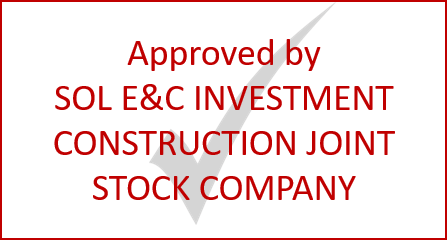 Approved by
SOL E&C INVESTMENT
CONSTRUCTION JOINT
STOCK COMPANY